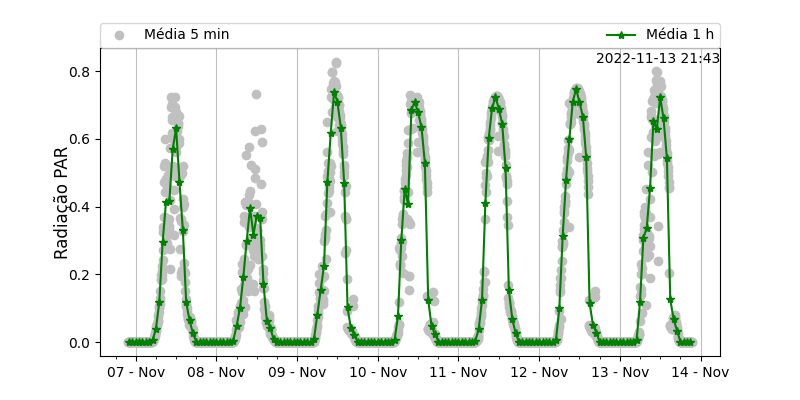 Média 5 min
Média 1 h
2022-11-13 21:43
Radiação PAR
0.8
0.6
0.4
0.2
0.0
07 - Nov
08 - Nov
09 - Nov
10 - Nov
11 - Nov
12 - Nov
13 - Nov
14 - Nov